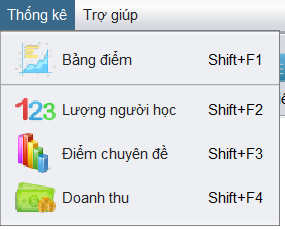 Thống kê Trợ giúp
Bảng điểm Shift+F1
123 Lượng người học Shift+F2
Điểm chuyên đề Shift+F3
Doanh thu Shift+F4